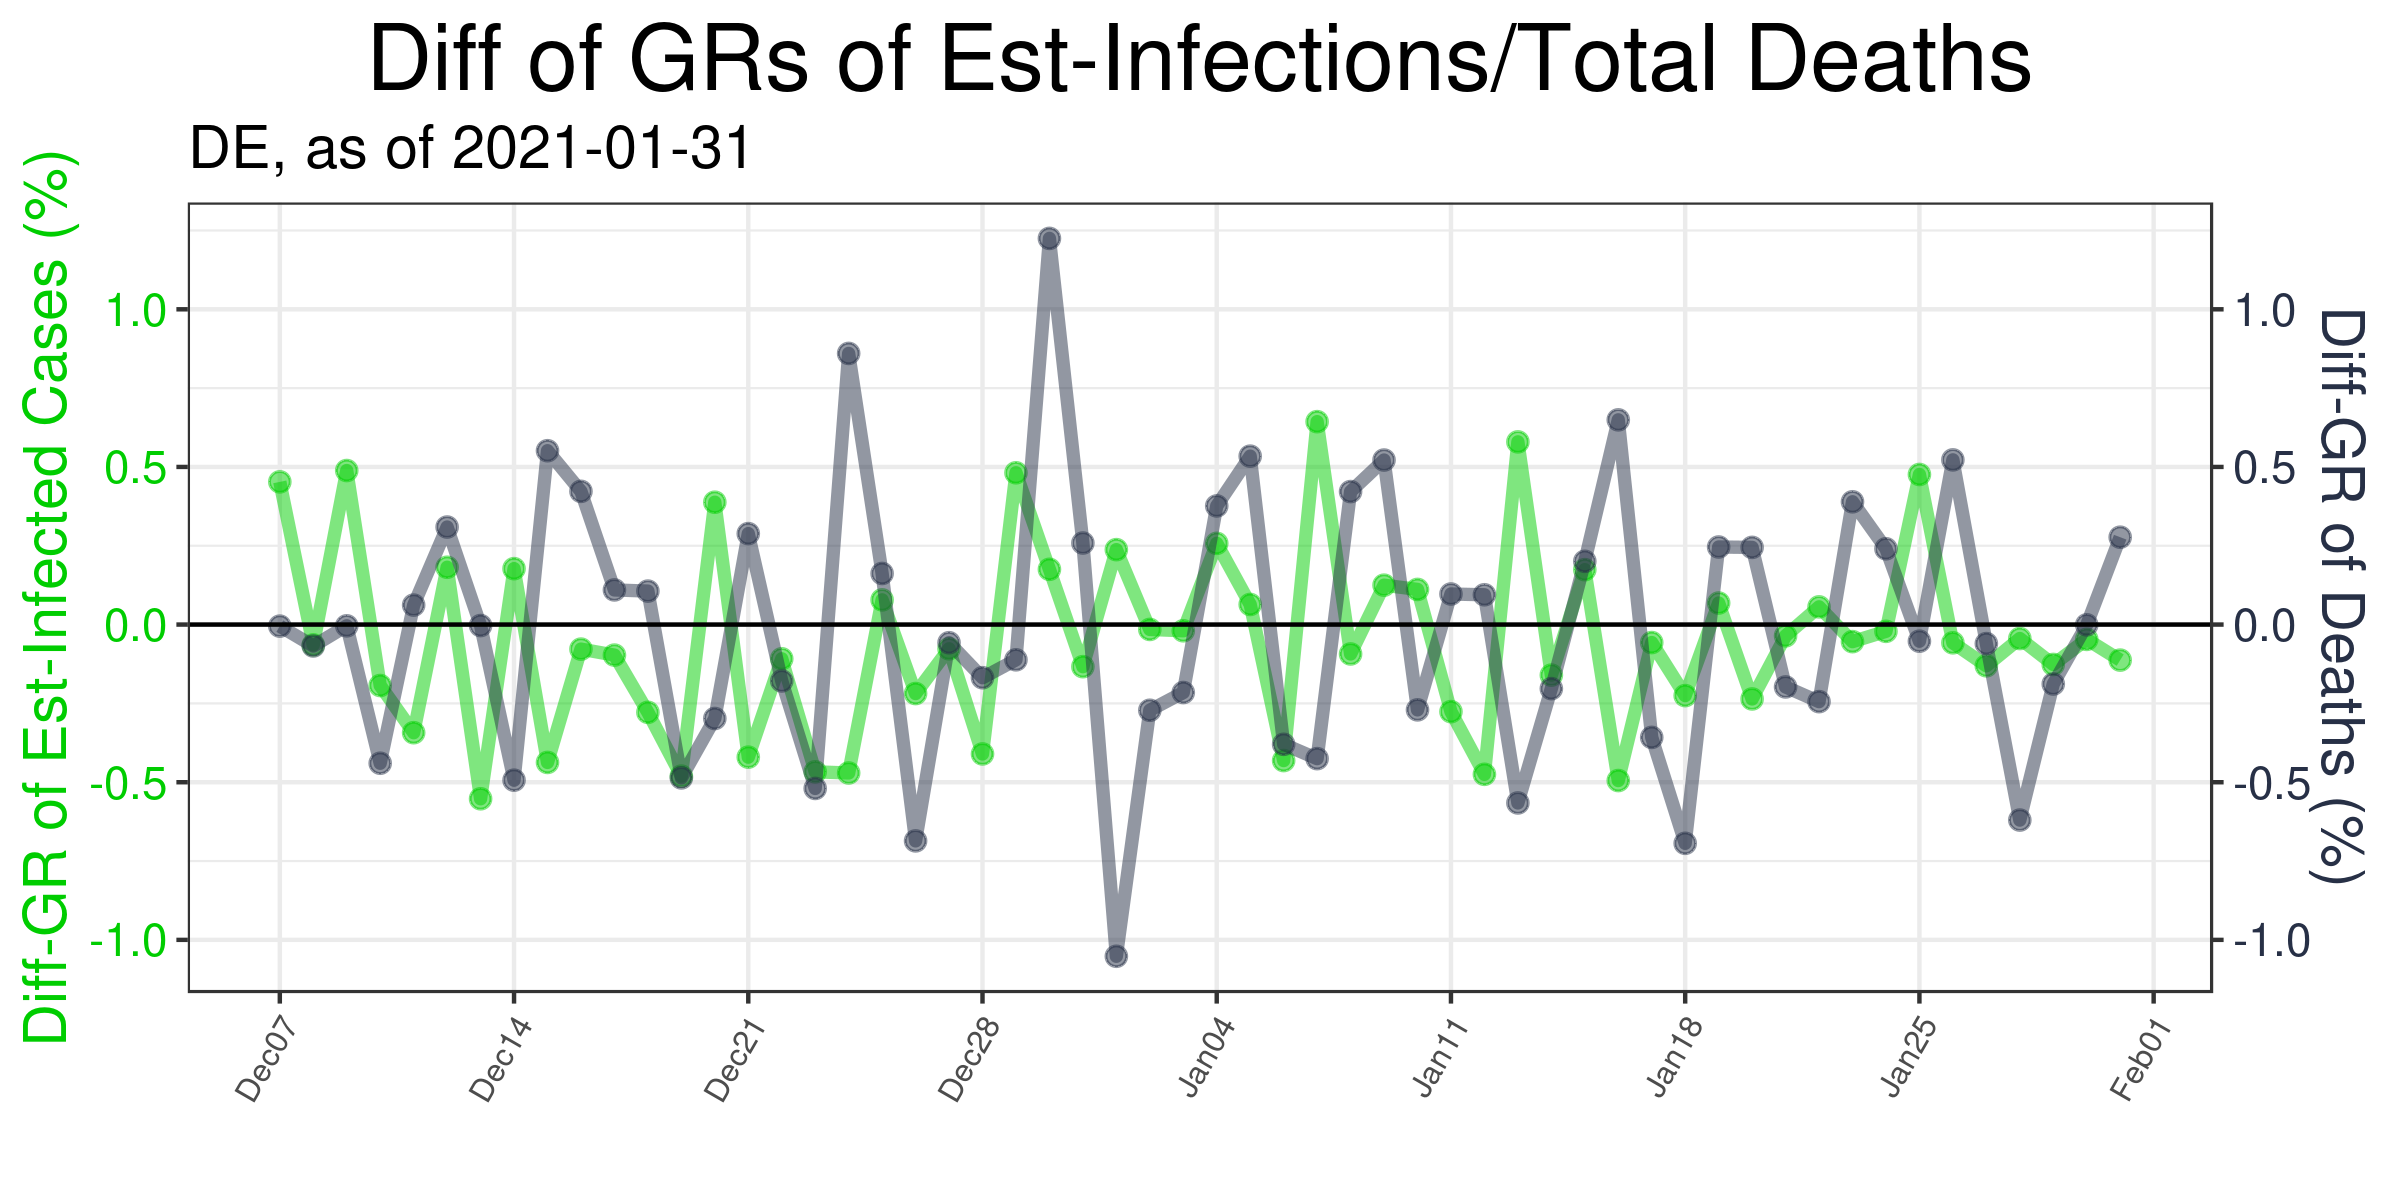 Diff of GRs of Est-Infections/Total Deaths
DE, as of 2021-01-31
Diff-GR of Est-Infected Cases (%)
1.0
0.5
0.0
-0.5
-1.0
1.0
0.5
0.0
-0.5
-1.0
Diff-GR of Deaths (%)
Dec07
Dec14
Dec21
Dec28
Jan04
Jan11
Jan18
Jan25
Feb01